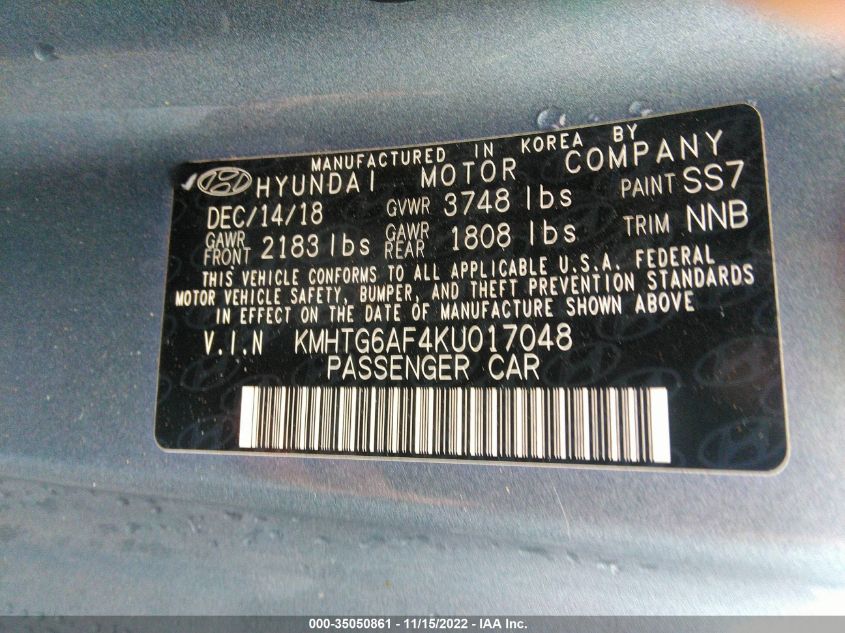 MANUFACTURED IN KOREA BY
HYUNDAI MOTOR COMPANY
DEC/14/18 GVWR 3748 lbs PAINT SS7
GAWR FRONT 2183 lbs GAWR REAR 1808 lbs TRIM NNB
THIS VEHICLE CONFORMS TO ALL APPLICABLE U.S.A. FEDERAL
MOTOR VEHICLE SAFETY, BUMPER, AND THEFT PREVENTION STANDARDS
IN EFFECT ON THE DATE OF MANUFACTURE SHOWN ABOVE
V.I.N KMHTG6AF4KU017048
PASSENGER CAR
000-35050861 - 11/15/2022 - IAA Inc.